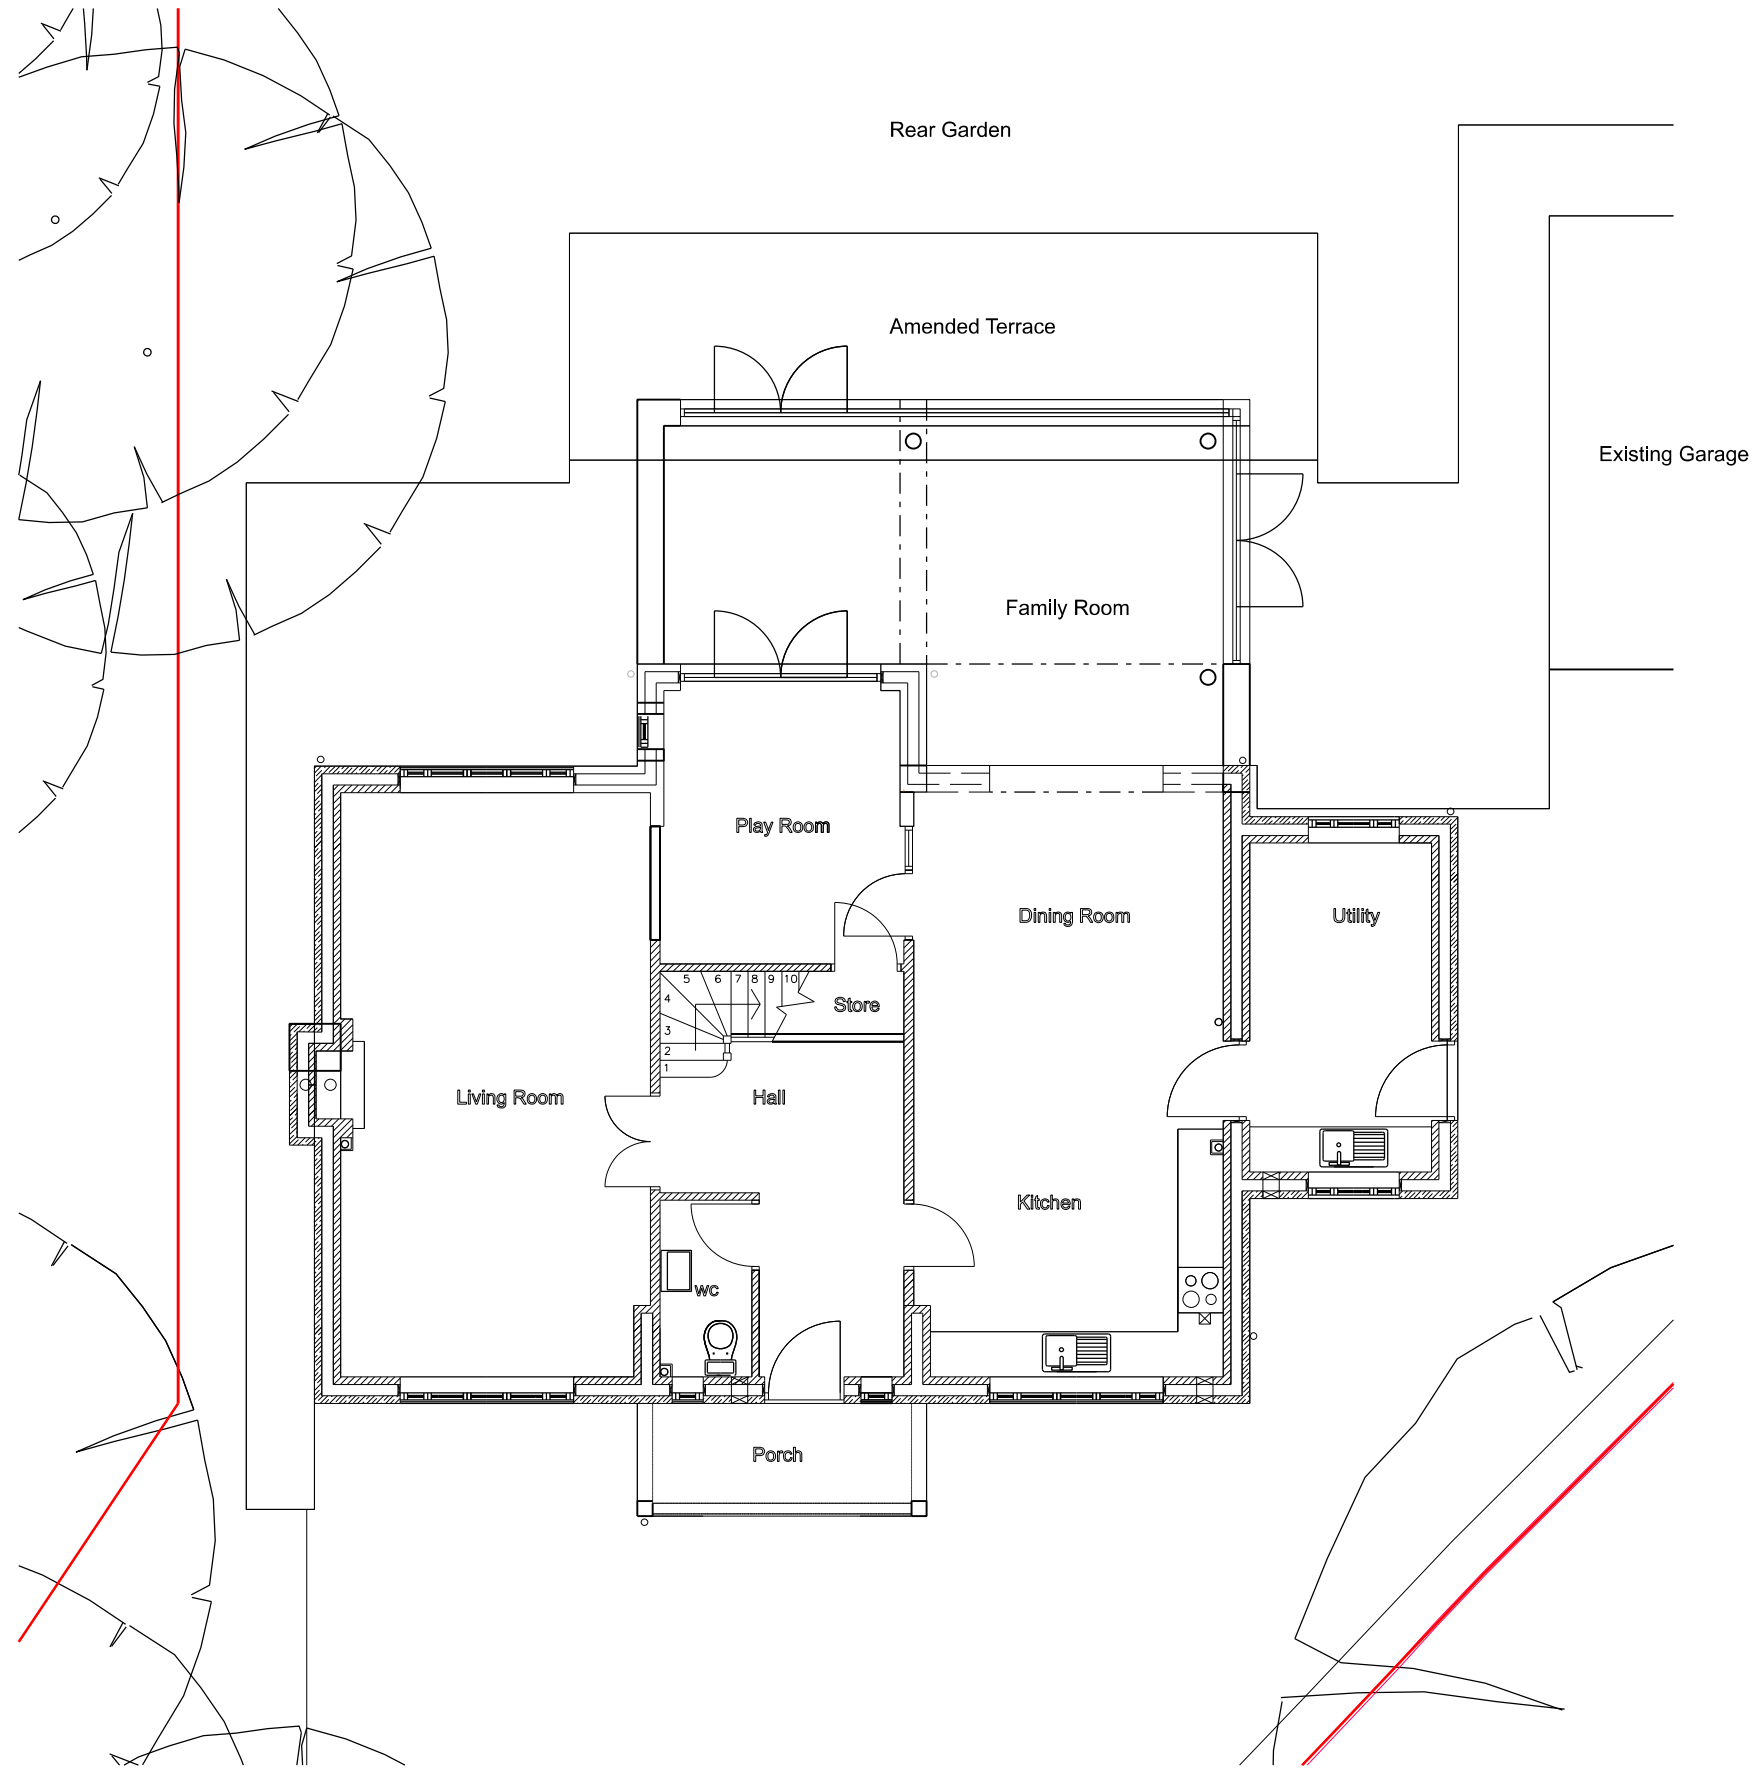 Rear Garden
Amended Terrace
Existing Garage
Family Room
Play Room
Dining Room
Utility
5 6 7 8 9 10
4
Store
3
2
1
Living Room
Hall
Kitchen
wc
Porch